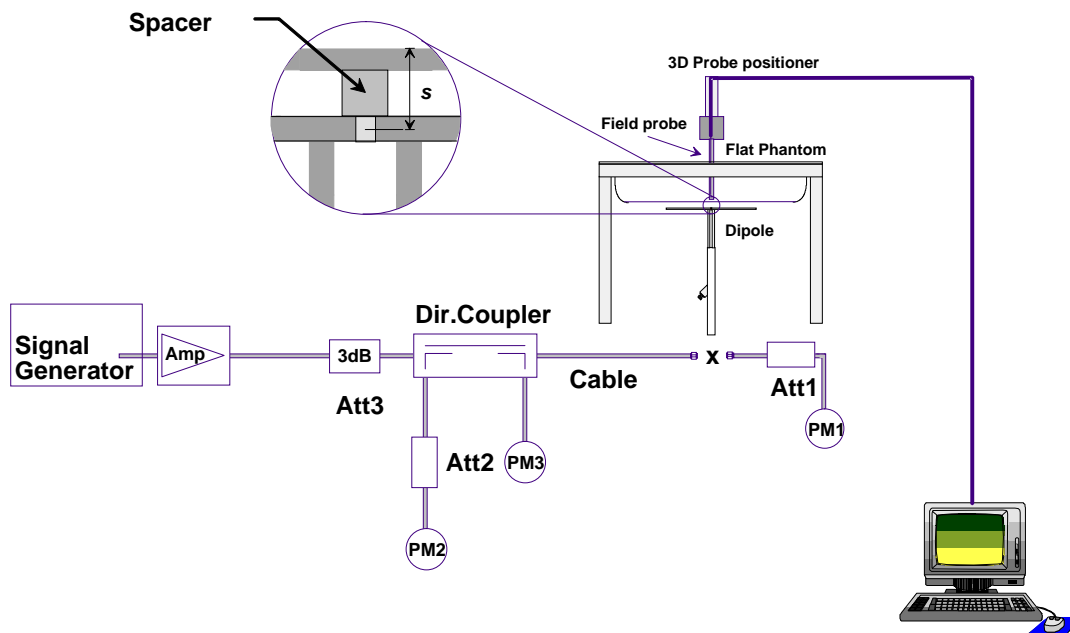 Spacer
s
3D Probe positioner
Field probe
Flat Phantom
Dipole
Dir.Coupler
Signal
Generator
Amp
3dB
Att3
Cable
x
Att1
PM1
Att2
PM3
PM2